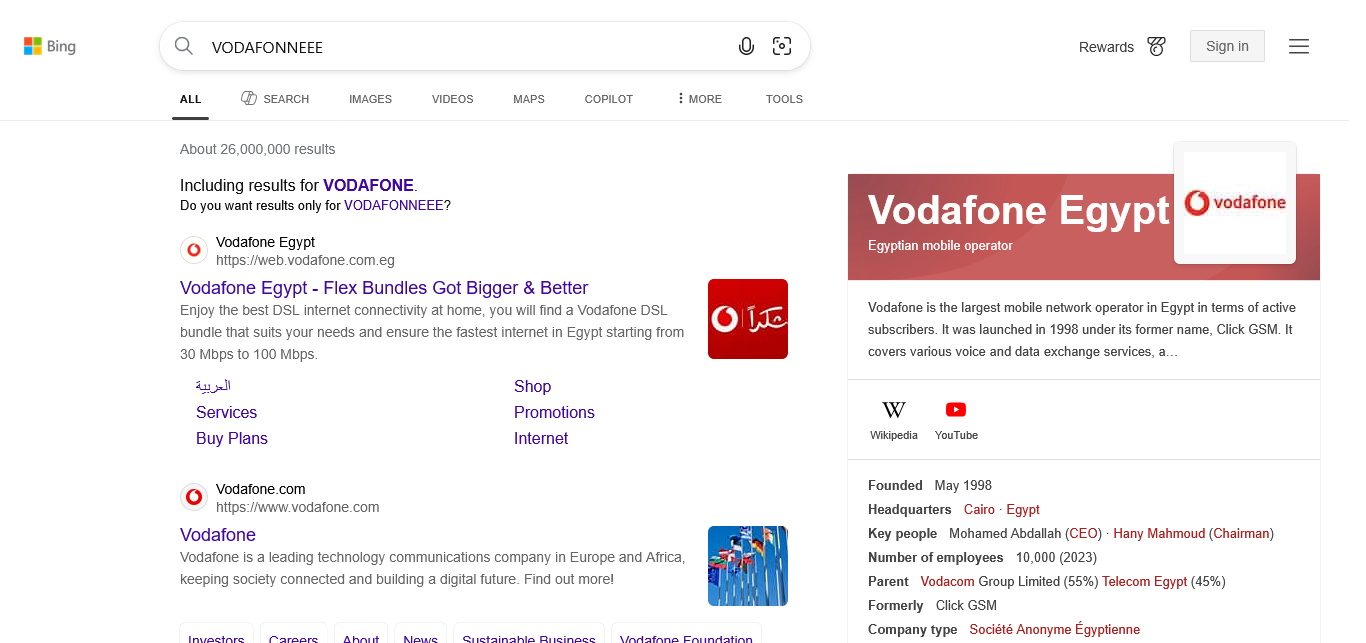 Bing
VODAFONNEEE
Rewards
Sign in
ALL
SEARCH
IMAGES
VIDEOS
MAPS
COPILOT
MORE
TOOLS
About 26,000,000 results
Including results for VODAFONE.
Do you want results only for VODAFONNEEE?
Vodafone Egypt
https://web.vodafone.com.eg
Vodafone Egypt - Flex Bundles Got Bigger & Better
Enjoy the best DSL internet connectivity at home, you will find a Vodafone DSL
bundle that suits your needs and ensure the fastest internet in Egypt starting from
30 Mbps to 100 Mbps.
شكراً
العربية
Shop
Services
Promotions
Buy Plans
Internet
Vodafone.com
https://www.vodafone.com
Vodafone
Vodafone is a leading technology communications company in Europe and Africa,
keeping society connected and building a digital future. Find out more!
Investors
Careers
About
News
Sustainable Business
Vodafone Foundation
Vodafone Egypt
Egyptian mobile operator
vodafone
Vodafone is the largest mobile network operator in Egypt in terms of active
subscribers. It was launched in 1998 under its former name, Click GSM. It
covers various voice and data exchange services, a…
W
Wikipedia
YouTube
Founded May 1998
Headquarters Cairo · Egypt
Key people Mohamed Abdallah (CEO) · Hany Mahmoud (Chairman)
Number of employees 10,000 (2023)
Parent Vodacom Group Limited (55%) Telecom Egypt (45%)
Formerly Click GSM
Company type Société Anonyme Égyptienne